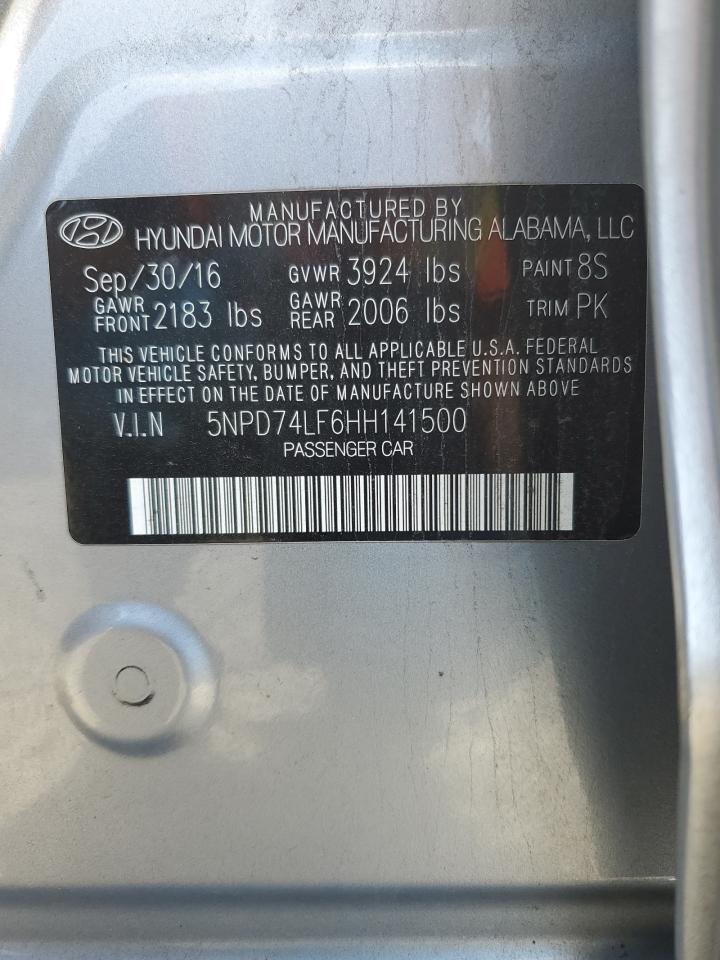 MANUFACTURED BY
HYUNDAI MOTOR MANUFACTURING ALABAMA, LLC
Sep/30/16 GVWR 3924 lbs PAINT 8S
GAWR FRONT 2183 lbs GAWR REAR 2006 lbs TRIM PK
THIS VEHICLE CONFORMS TO ALL APPLICABLE U.S.A. FEDERAL
MOTOR VEHICLE SAFETY, BUMPER, AND THEFT PREVENTION STANDARDS
IN EFFECT ON THE DATE OF MANUFACTURE SHOWN ABOVE
V.I.N 5NPD74LF6HH141500
PASSENGER CAR